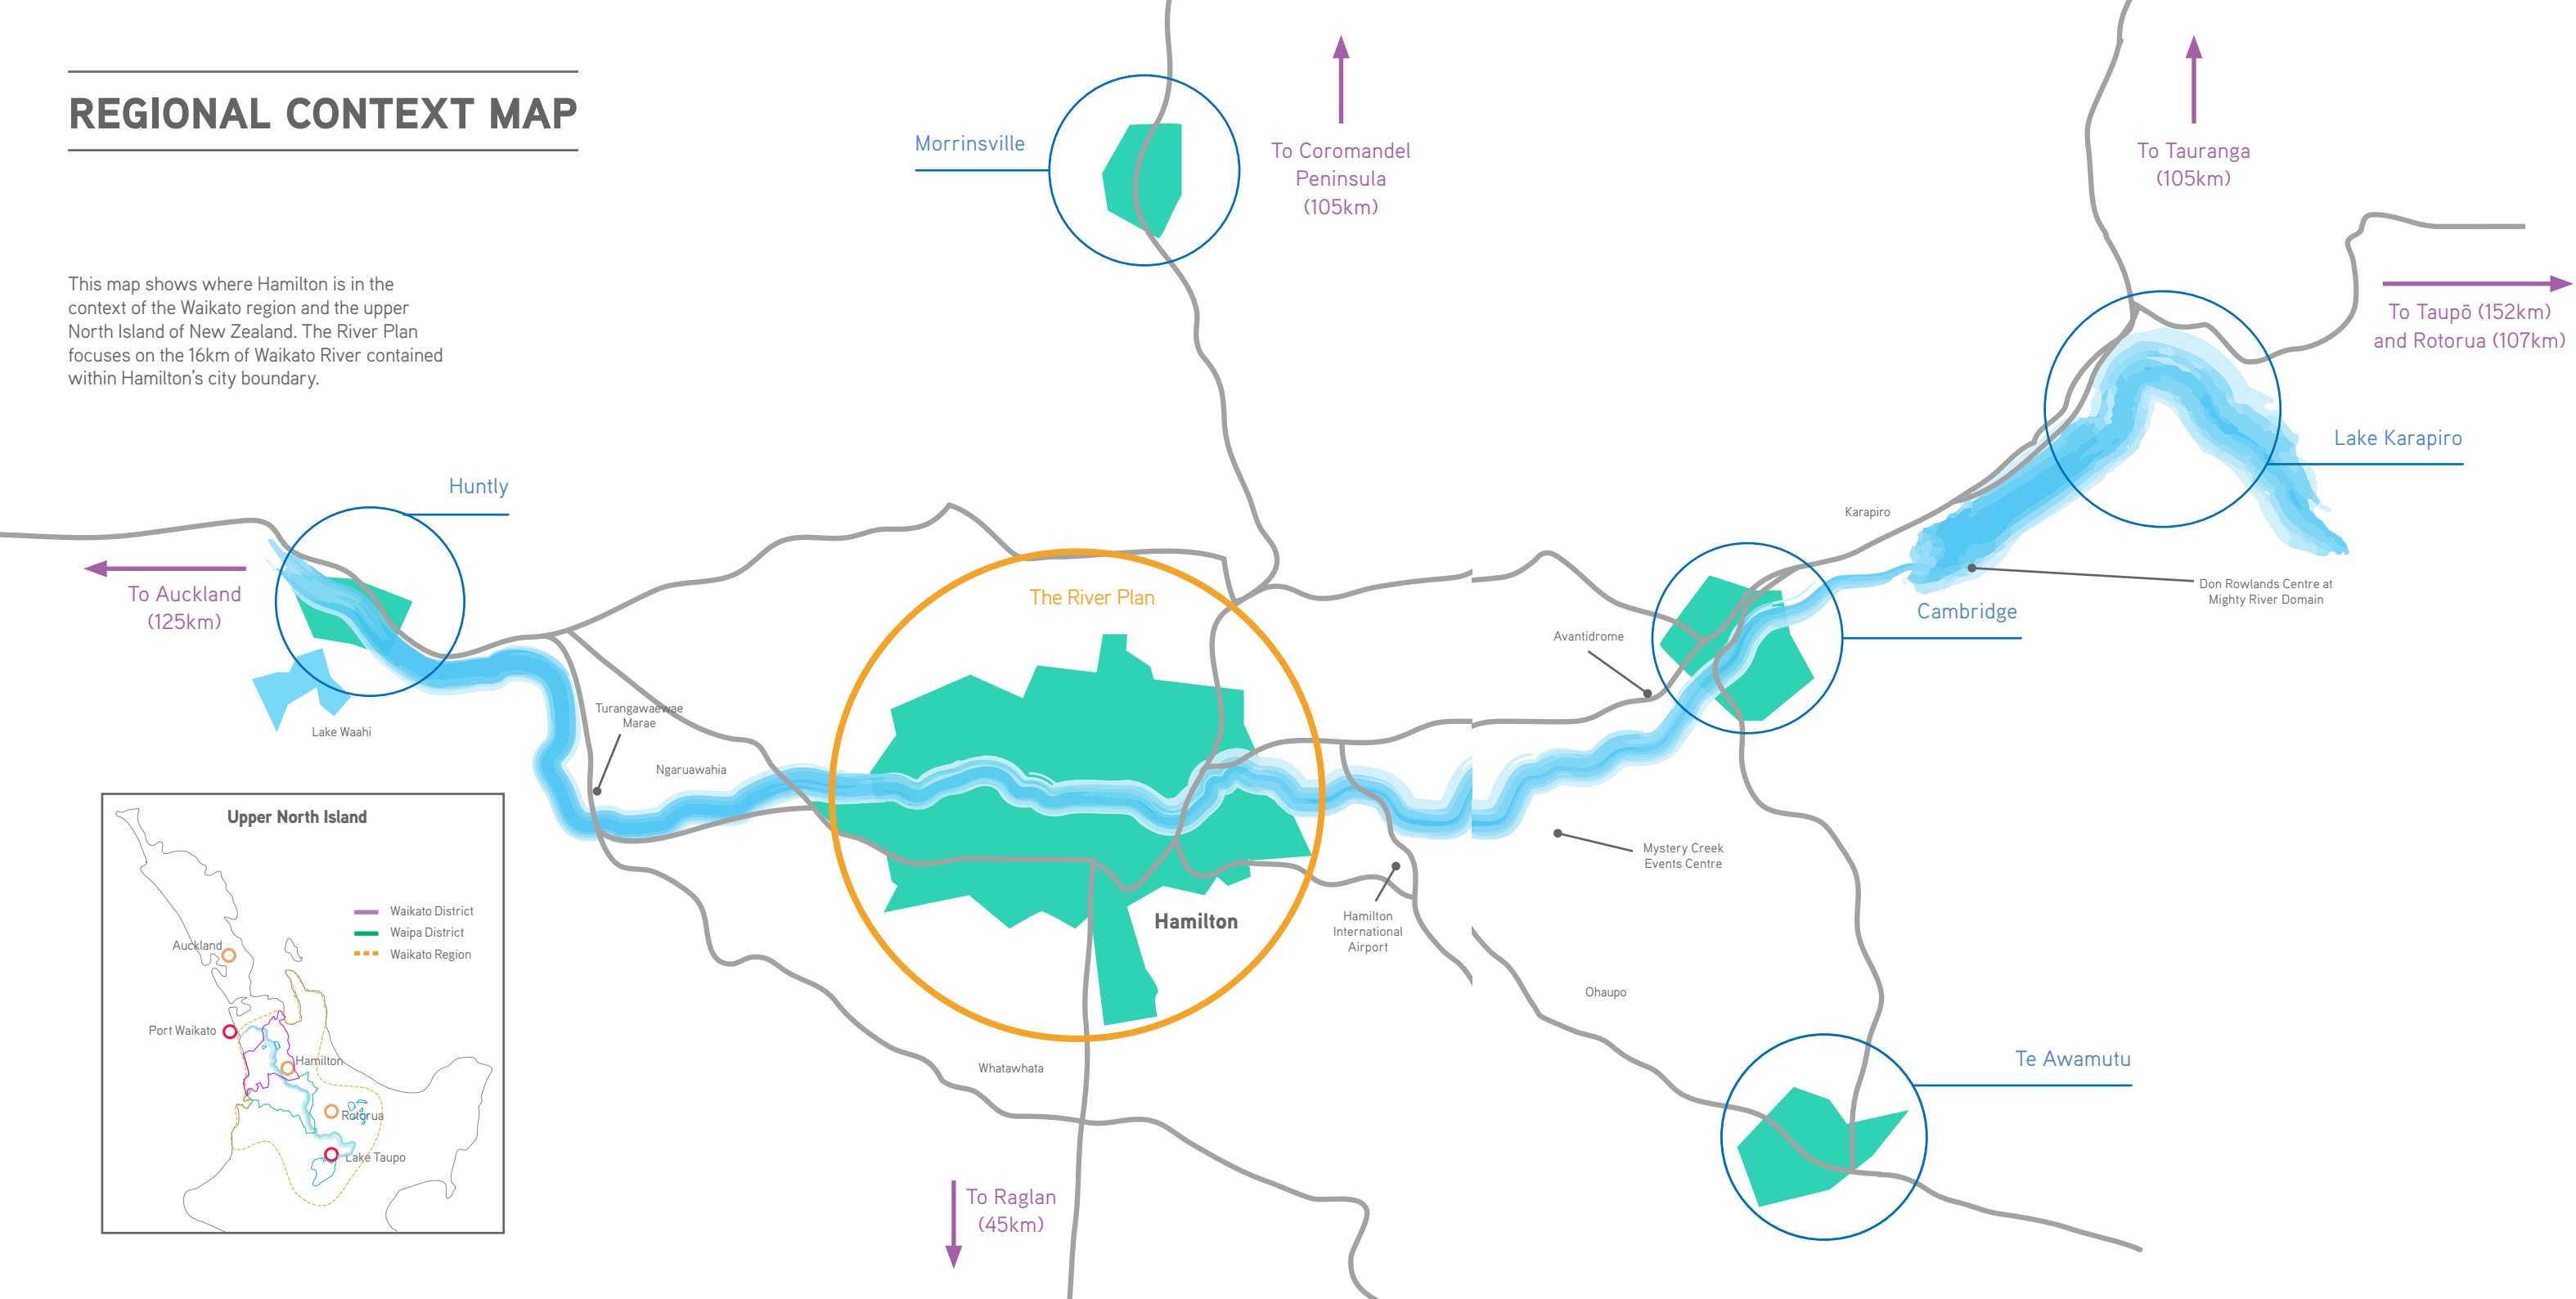 REGIONAL CONTEXT MAP
This map shows where Hamilton is in the
context of the Waikato region and the upper
North Island of New Zealand. The River Plan
focuses on the 16km of Waikato River contained
within Hamilton's city boundary.
Morrinsville
To Coromandel
Peninsula
(105km)
To Tauranga
(105km)
To Taupō (152km)
and Rotorua (107km)
Lake Karapiro
Huntly
Karapiro
To Auckland
(125km)
The River Plan
Don Rowlands Centre at
Mighty River Domain
Cambridge
Avantidrome
Lake Waahi
Turangawaewae
Marae
Ngaruawahia
Mystery Creek
Events Centre
Hamilton
Hamilton
International
Airport
Ohaupo
Whatawhata
Te Awamutu
To Raglan
(45km)
Upper North Island
Waikato District
Waipa District
Waikato Region
Auckland
Port Waikato
Hamilton
Rotorua
Lake Taupo